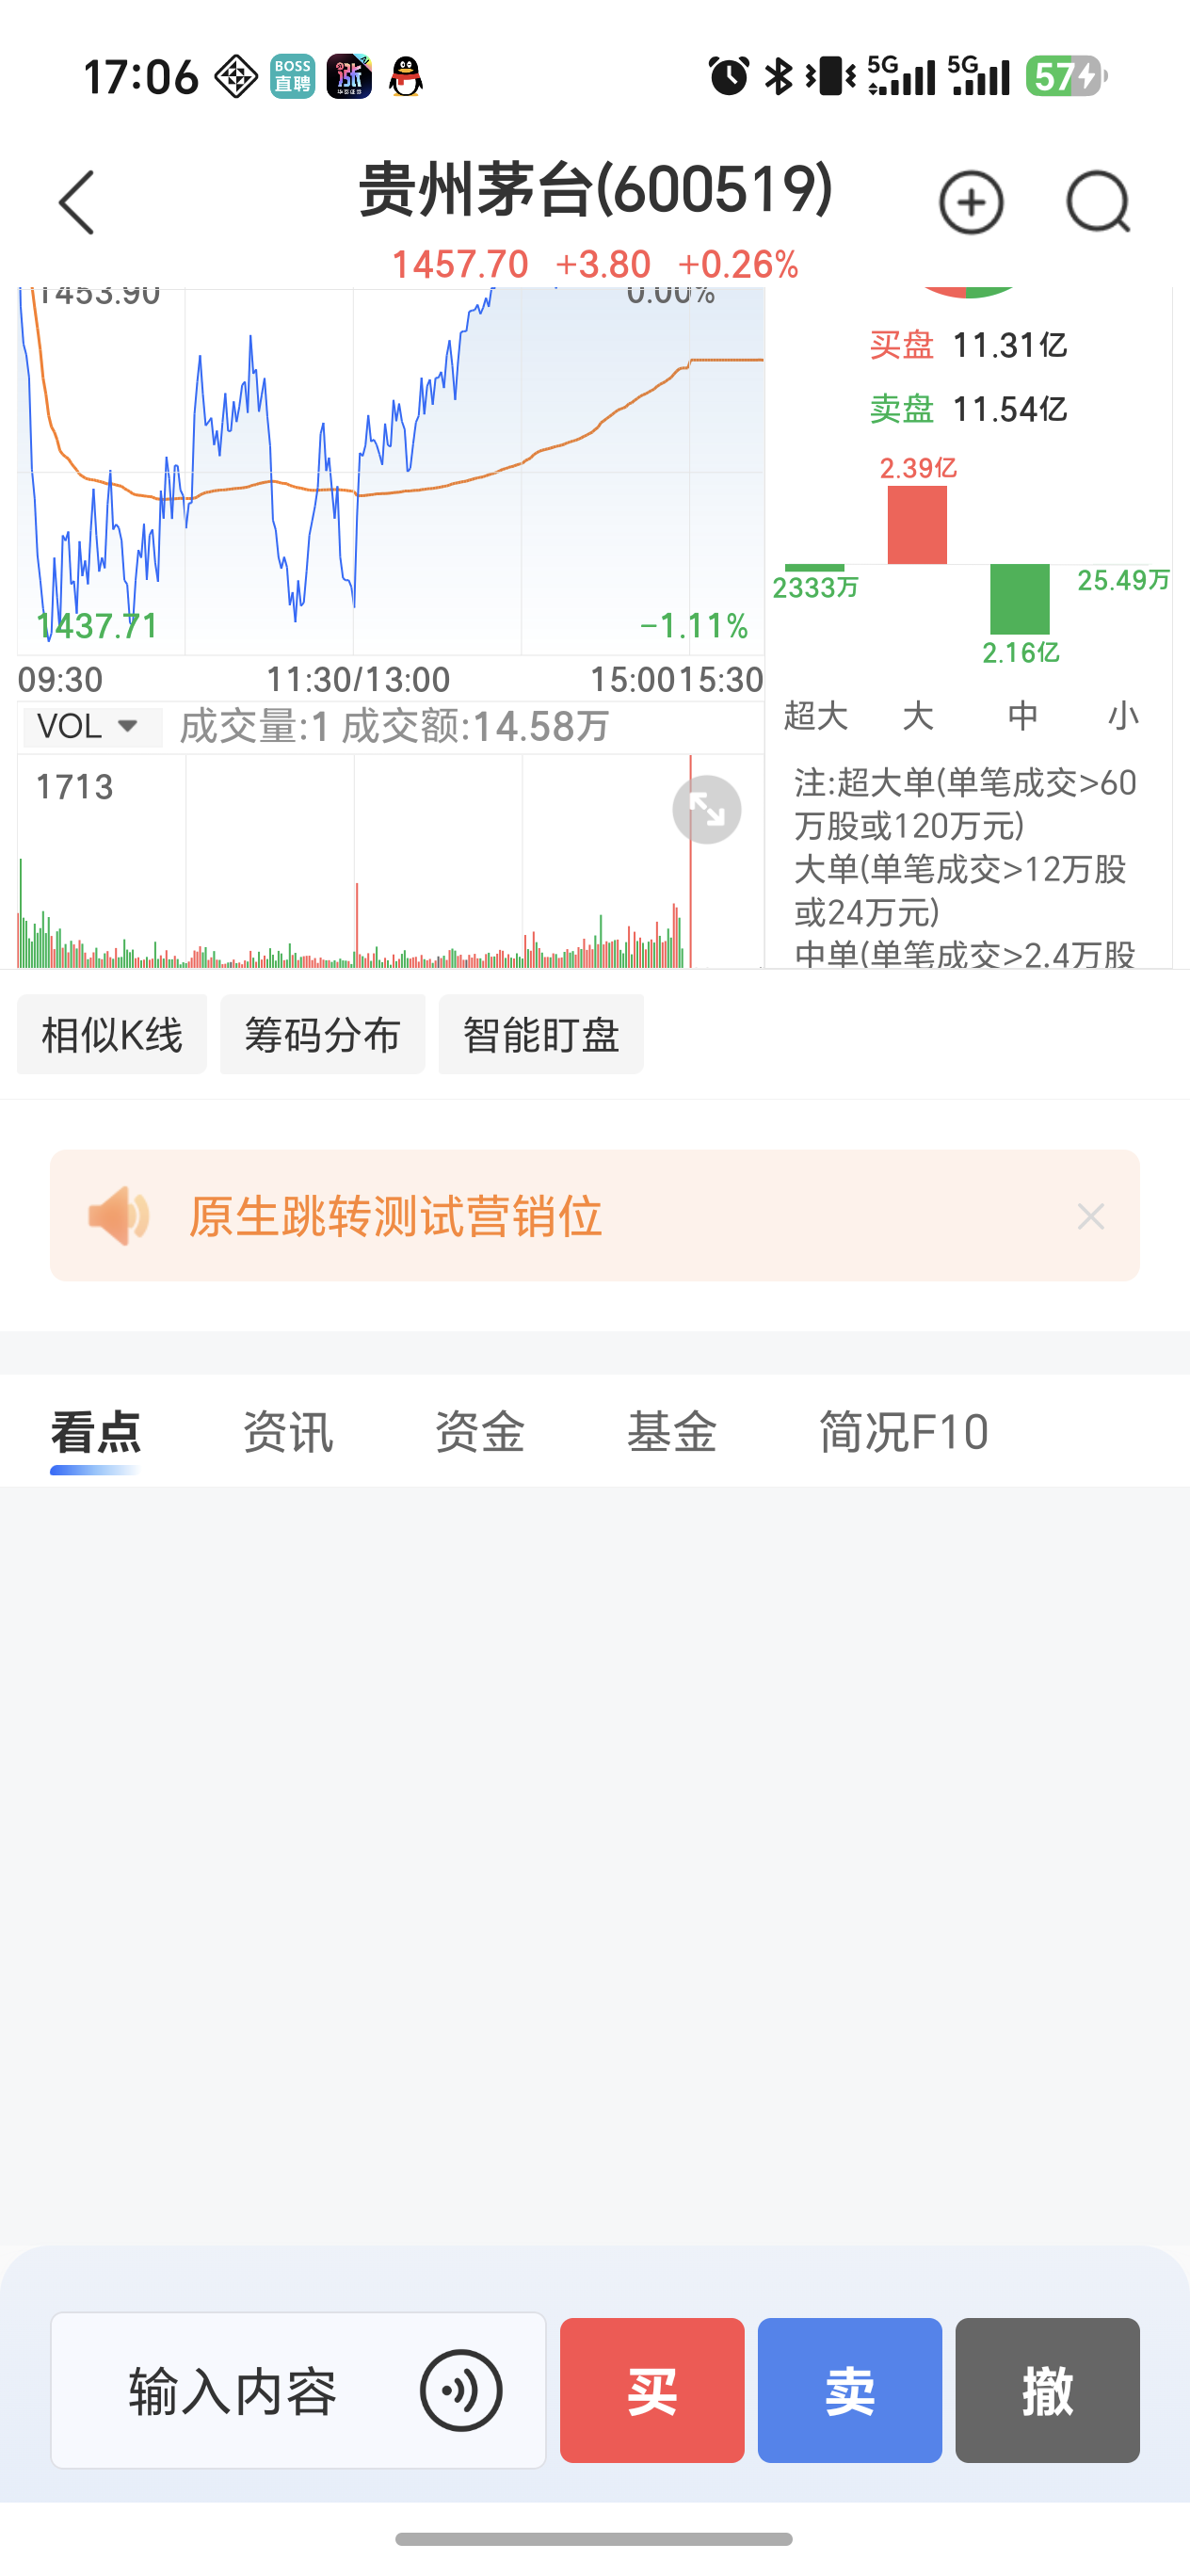 17:06
BOSS
直聘
涨
5G
5G
57
贵州茅台(600519)
1457.70 +3.80 +0.26%
1453.90
0.00%
买盘 11.31亿
卖盘 11.54亿
2.39亿
2333万
25.49万
2.16亿
1437.71
-1.11%
09:30
11:30/13:00
15:00 15:30
超大 大 中 小
VOL
成交量:1 成交额:14.58万
1713
注:超大单(单笔成交>60
万股或120万元)
大单(单笔成交>12万股
或24万元)
中单(单笔成交>2.4万股
相似K线
筹码分布
智能盯盘
原生跳转测试营销位
看点
资讯
资金
基金
简况F10
输入内容
买
卖
撤